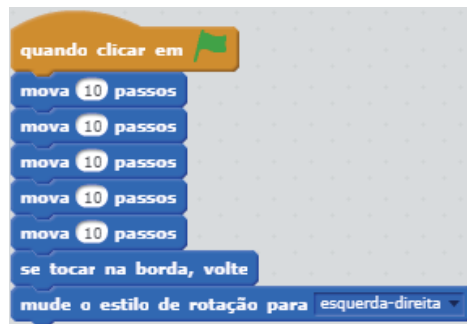 quando clicar em
mova 10 passos
mova 10 passos
mova 10 passos
mova 10 passos
mova 10 passos
se tocar na borda, volte
mude o estilo de rotação para esquerda-direita